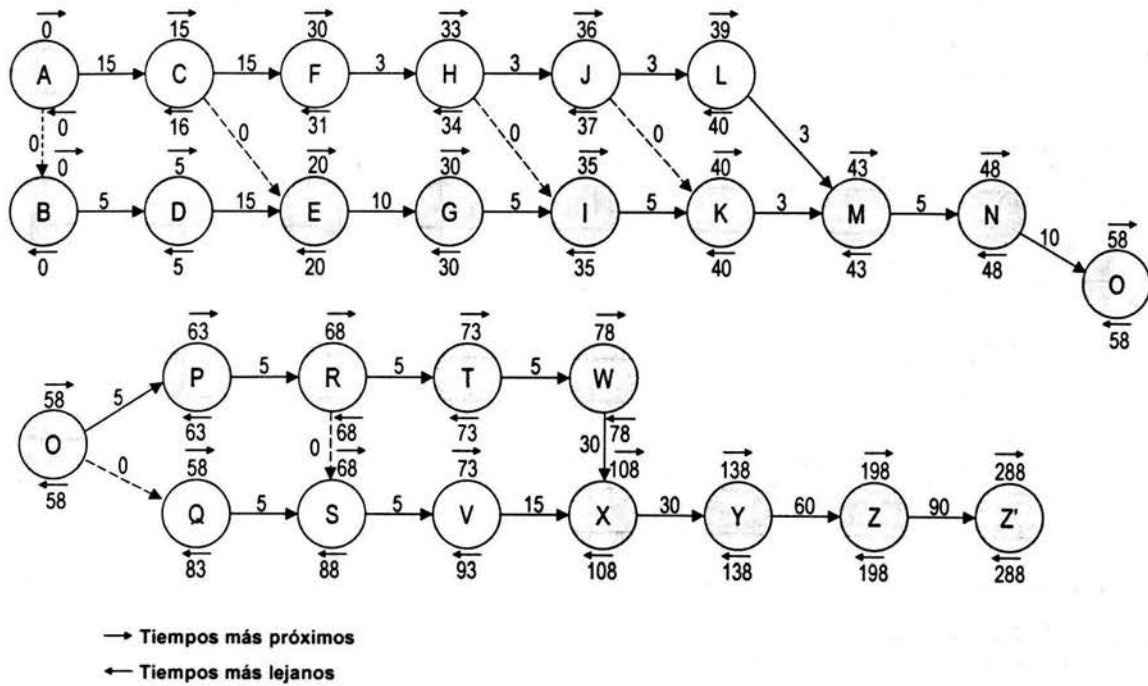 0 15 30 33 36 39
A 15 C 15 F 3 H 3 J 3 L
0 16 31 34 37 40
0 0 0 0 3
0 5 20 30 35 40 43 48
B 5 D 15 E 10 G 5 I 5 K 3 M 5 N 10
0 5 20 30 35 40 43 48
58
O
58
63 68 73 78
P 5 R 5 T 5 W
58 5
O
58 0
63 68 73 78
0 30
58 68 73 108 138 198 288
Q 5 S 5 V 15 X 30 Y 60 Z 90 Z'
83 88 93 108 138 198 288
→ Tiempos más próximos
← Tiempos más lejanos